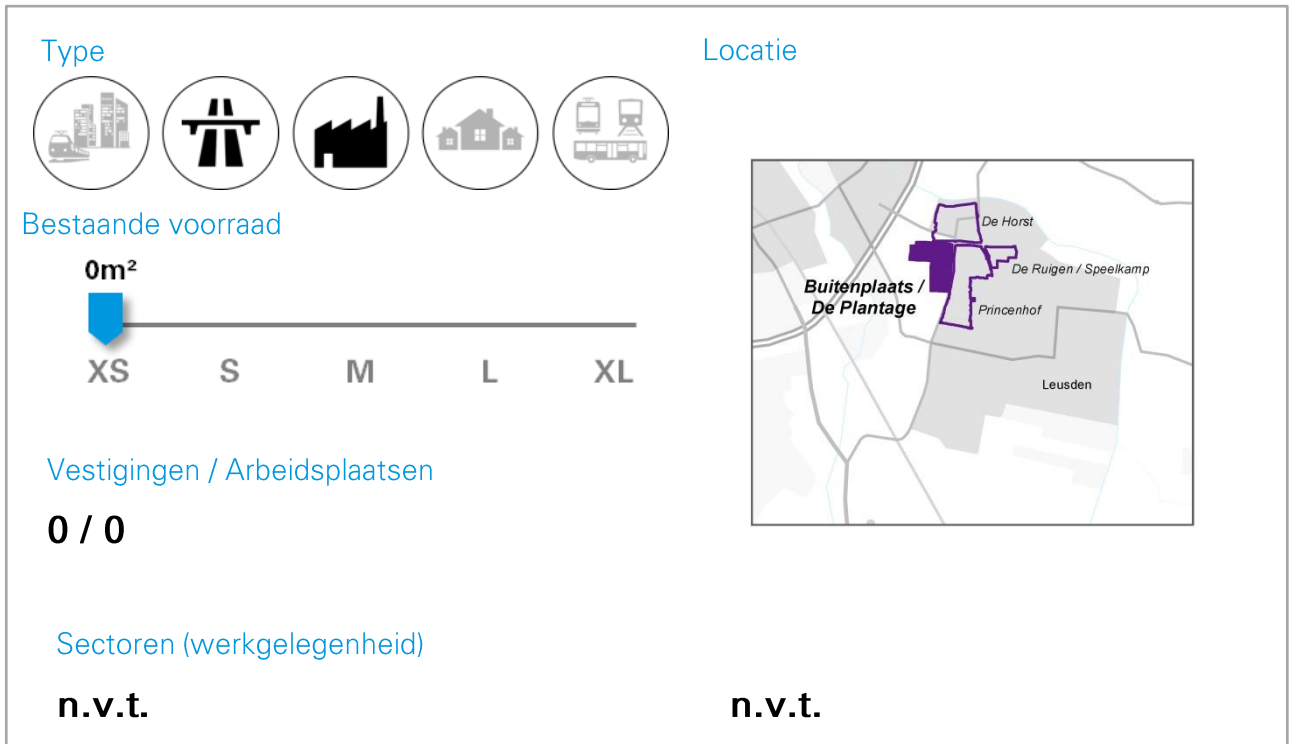 Type
Locatie
Bestaande voorraad
0m²
XS S M L XL
De Horst
De Ruigen / Speelkamp
Buitenplaats /
De Plantage
Princenhof
Leusden
Vestigingen / Arbeidsplaatsen
0 / 0
Sectoren (werkgelegenheid)
n.v.t.
n.v.t.